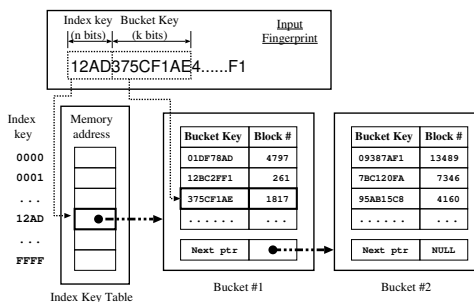 Index key
(n bits)
Bucket Key
(k bits)
Input
Fingerprint
12AD375CF1AE4......F1
Index
key
0000
0001
...
12AD
...
FFFF
Memory
address
Index Key Table
Bucket Key Block #
01DF78AD 4797
12BC2FF1 261
375CF1AE 1817
...... ...
Next ptr
Bucket #1
Bucket Key Block #
09387AF1 13489
7BC120FA 7346
95AB15C8 4160
...... ...
Next ptr NULL
Bucket #2